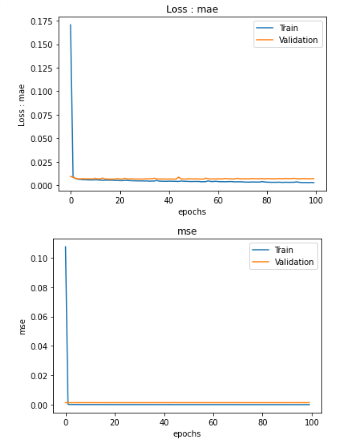 Loss : mae
0.175
0.150
0.125
0.100
0.075
0.050
0.025
0.000
Loss : mae
Train
Validation
0 20 40 60 80 100
epochs
mse
0.10
0.08
0.06
0.04
0.02
0.00
mse
Train
Validation
0 20 40 60 80 100
epochs